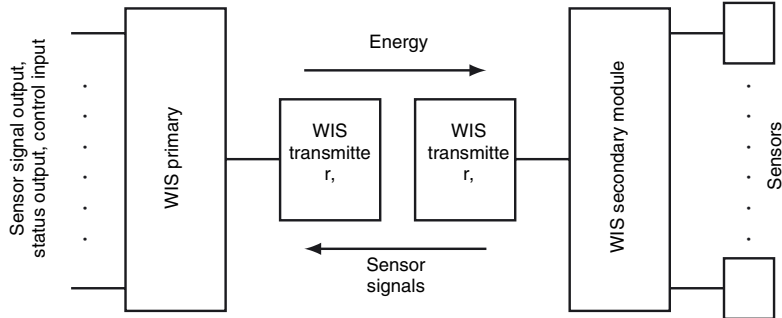 Sensor signal output,
status output, control input
WIS primary
Energy
WIS
transmitte
r,
WIS
transmitte
r,
Sensor
signals
WIS secondary module
Sensors